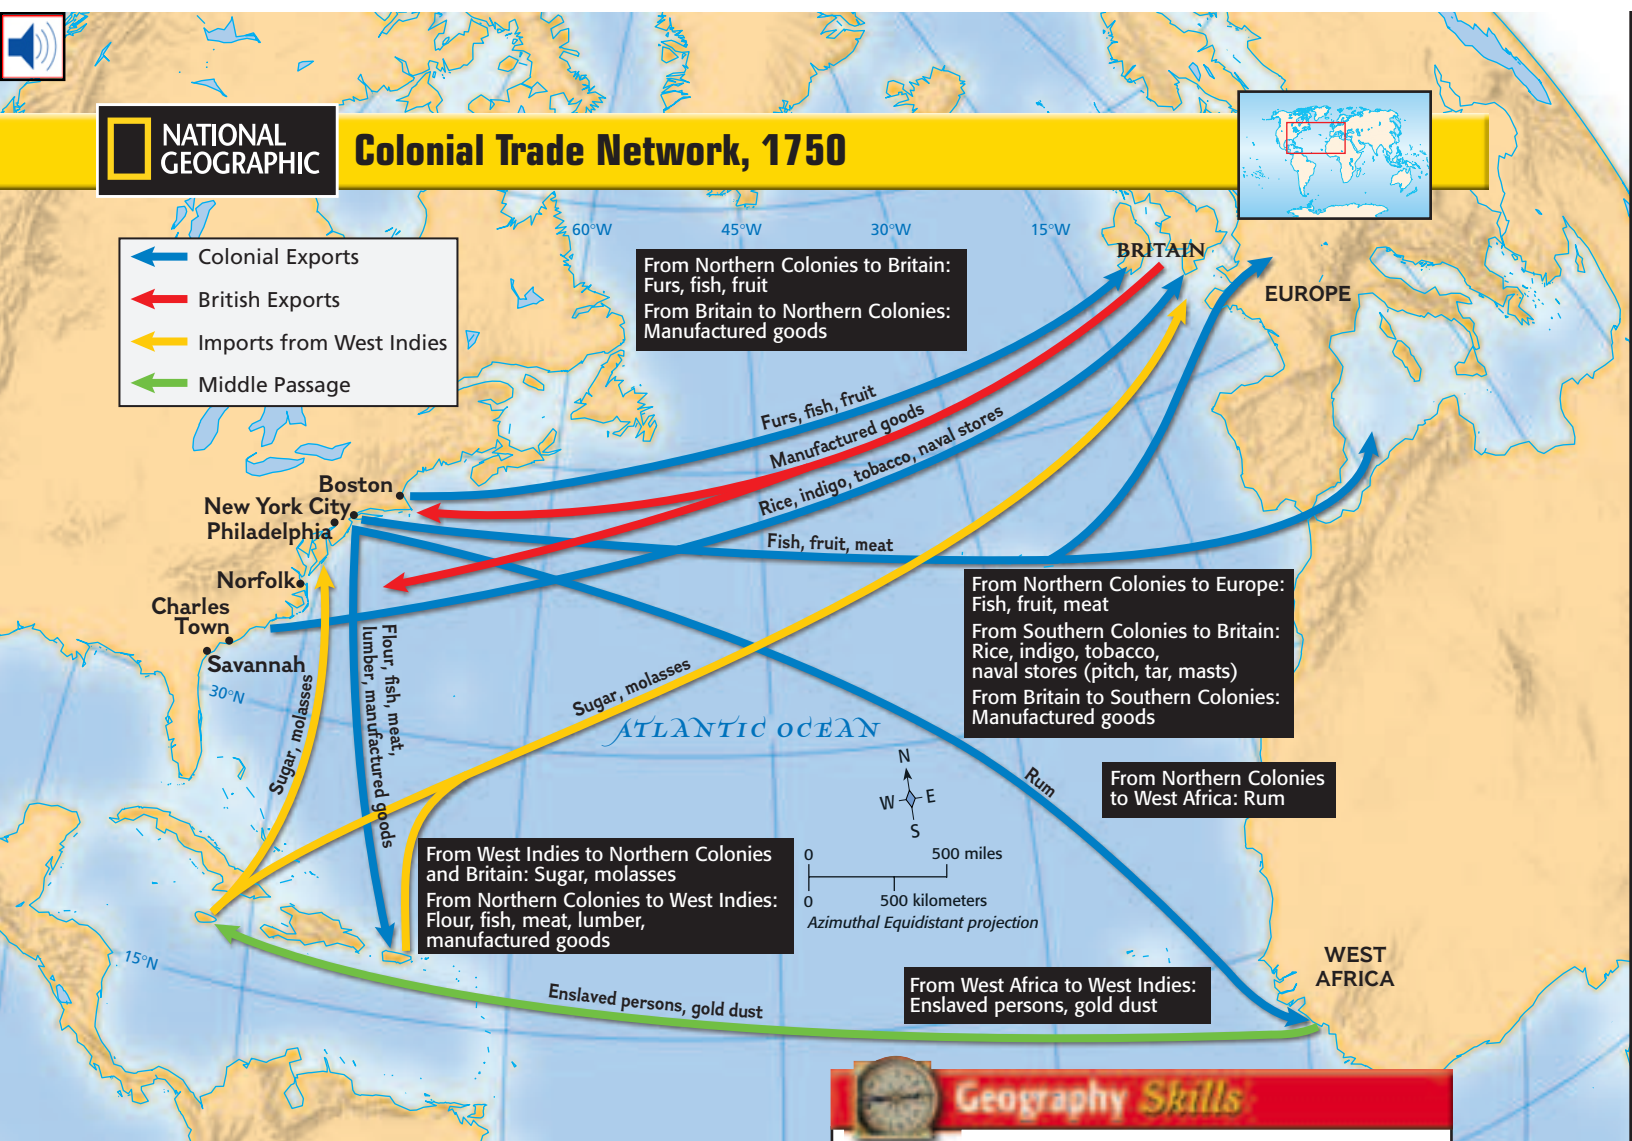 NATIONAL
GEOGRAPHIC
Colonial Trade Network, 1750
Colonial Exports
British Exports
Imports from West Indies
Middle Passage
60°W
45°W
30°W
15°W
BRITAIN
EUROPE
From Northern Colonies to Britain:
Furs, fish, fruit
From Britain to Northern Colonies:
Manufactured goods
Furs, fish, fruit
Manufactured goods
Rice, indigo, tobacco, naval stores
Fish, fruit, meat
Boston
New York City
Philadelphia
Norfolk
Charles
Town
Savannah
30°N
Sugar, molasses
Flour, fish, meat,
lumber, manufactured goods
Sugar, molasses
ATLANTIC OCEAN
Rum
From Northern Colonies to Europe:
Fish, fruit, meat
From Southern Colonies to Britain:
Rice, indigo, tobacco,
naval stores (pitch, tar, masts)
From Britain to Southern Colonies:
Manufactured goods
From Northern Colonies
to West Africa: Rum
N
W
E
S
0
500 miles
0
500 kilometers
Azimuthal Equidistant projection
From West Indies to Northern Colonies
and Britain: Sugar, molasses
From Northern Colonies to West Indies:
Flour, fish, meat, lumber,
manufactured goods
15°N
WEST
AFRICA
From West Africa to West Indies:
Enslaved persons, gold dust
Enslaved persons, gold dust
Geography Skills